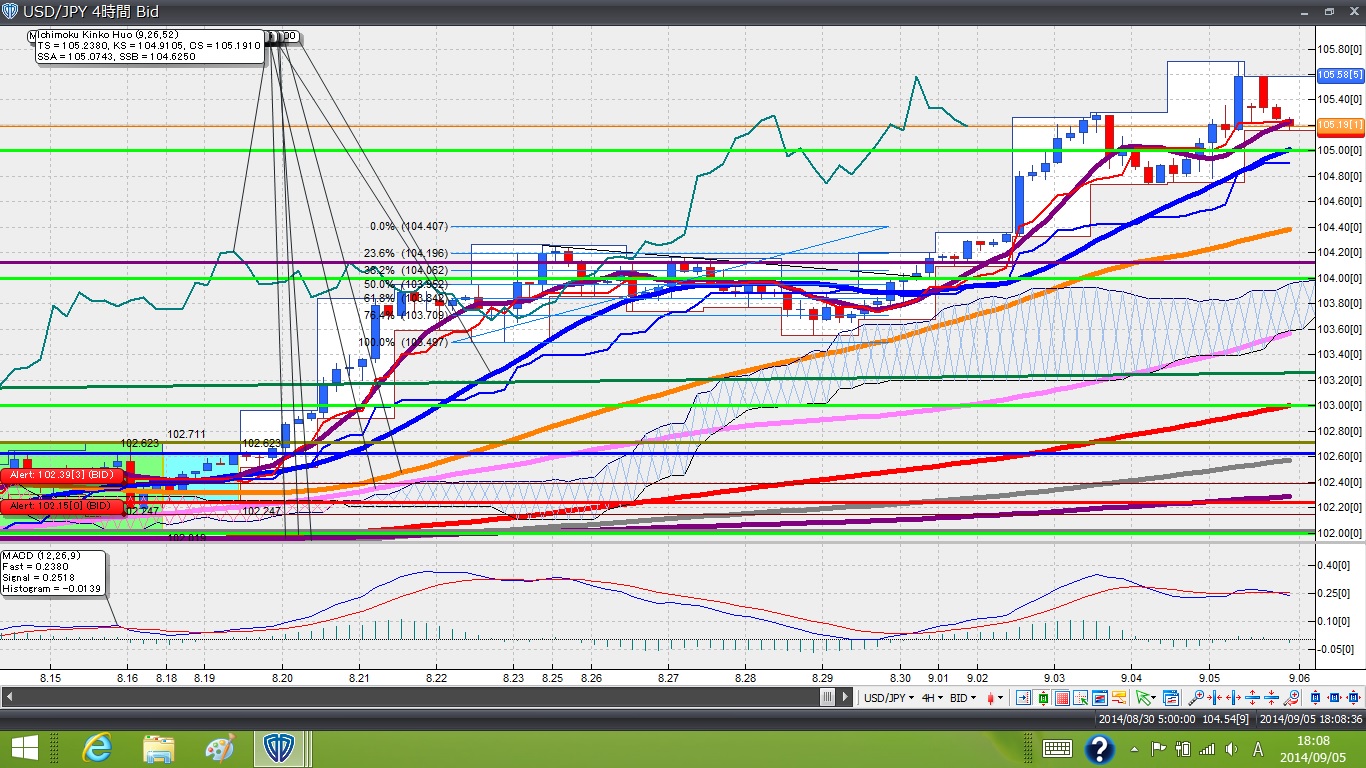 USD/JPY 4時間 Bid
Ichimoku Kinko Huo (9,26,52)
TS = 105.2380, KS = 104.9105, CS = 105.1910
SSA = 105.0743, SSB = 104.6250
105.80[0]
105.58[5]
105.40[0]
105.19[1]
105.00[0]
104.80[0]
104.60[0]
104.40[0]
104.20[0]
104.00[0]
103.80[0]
103.60[0]
103.40[0]
103.20[0]
103.00[0]
102.80[0]
102.60[0]
102.40[0]
102.20[0]
102.00[0]
0.0% (104.407)
23.6% (104.196)
38.2% (104.062)
50.0% (103.952)
61.8% (103.842)
76.4% (103.709)
100.0% (103.497)
102.711
102.623
102.623
Alert: 102.39[3] (BID)
Alert: 102.15[0] (BID)
102.247
102.247
MACD (12,26,9)
Fast = 0.2380
Signal = 0.2518
Histogram = -0.0139
0.40[0]
0.25[0]
0.10[0]
-0.05[0]
8.15 8.16 8.18 8.19 8.20 8.21 8.22 8.23 8.25 8.26 8.27 8.28 8.29 8.30 9.01 9.02 9.03 9.04 9.05 9.06
USD/JPY 4H BID
2014/08/30 5:00:00 104.54[9] 2014/09/05 18:08:36
A
18:08
2014/09/05